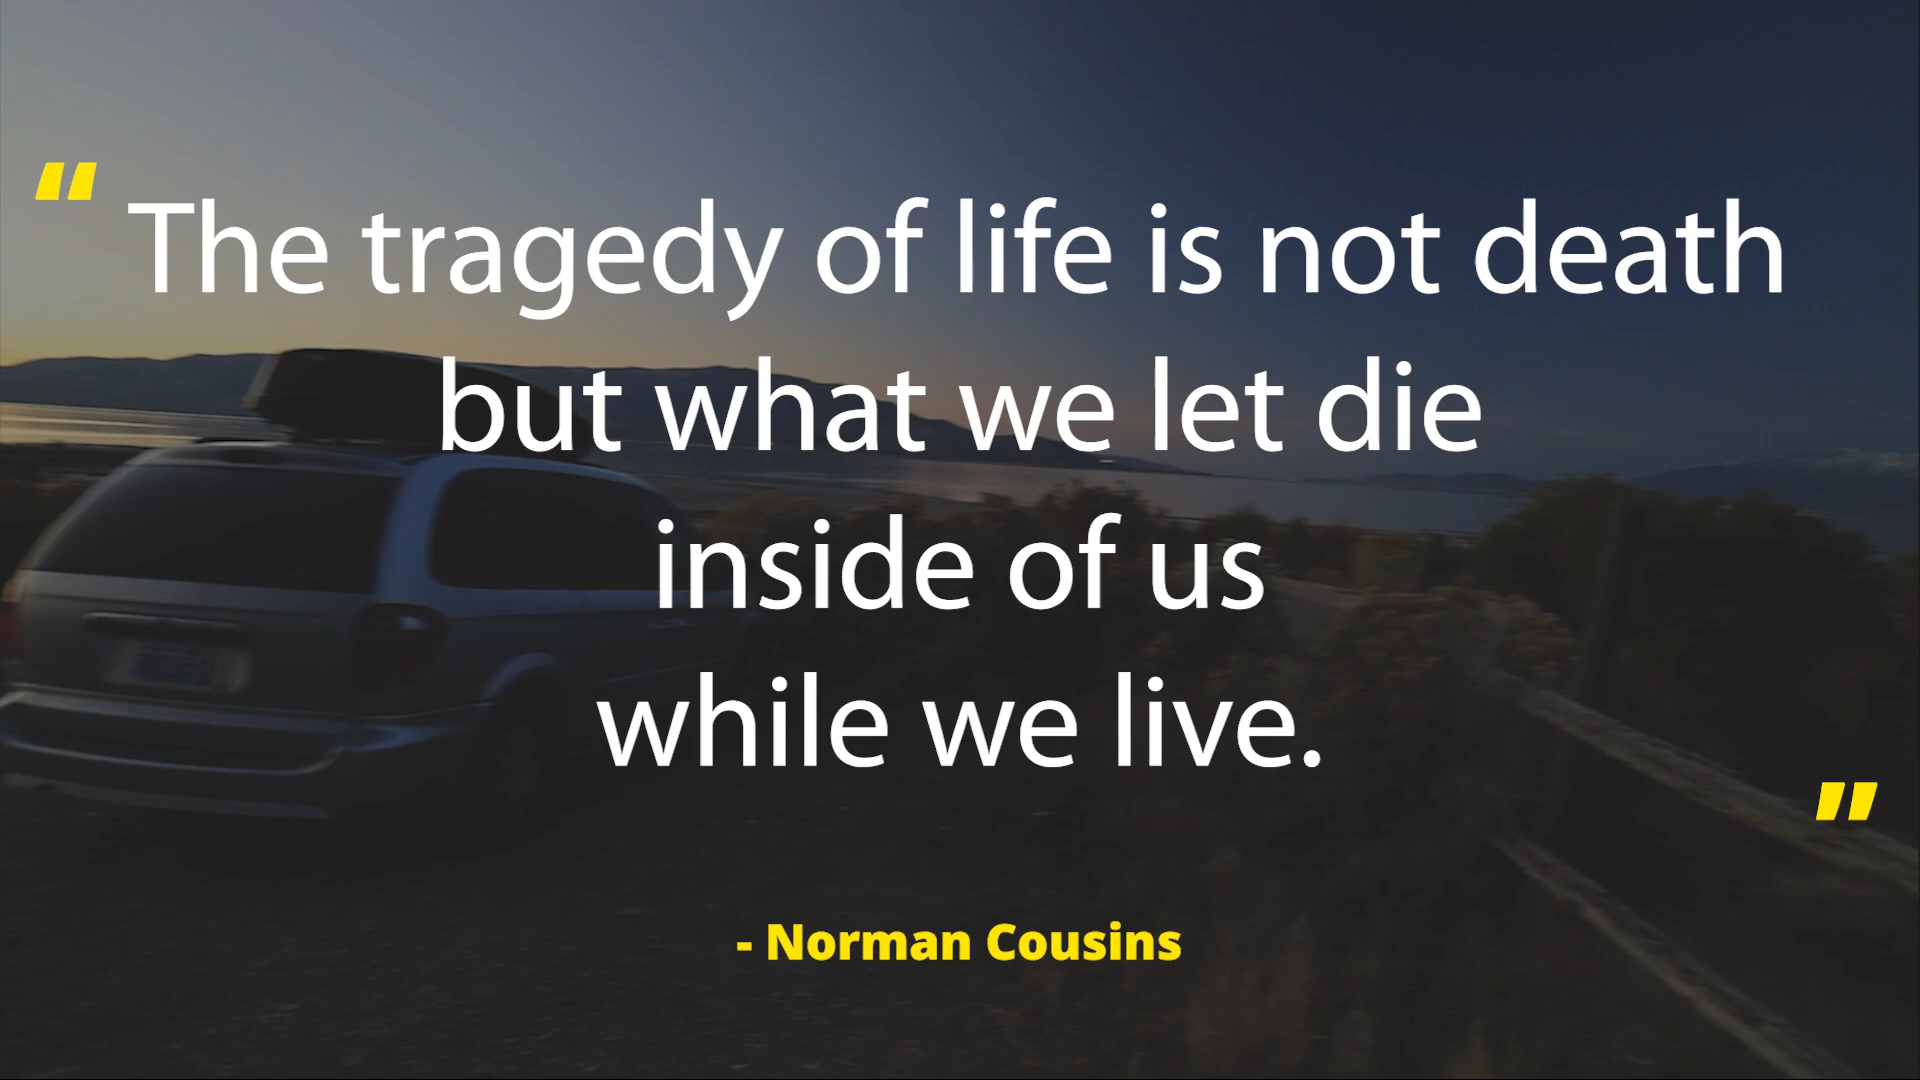 “
The tragedy of life is not death
but what we let die
inside of us
while we live.
”
- Norman Cousins